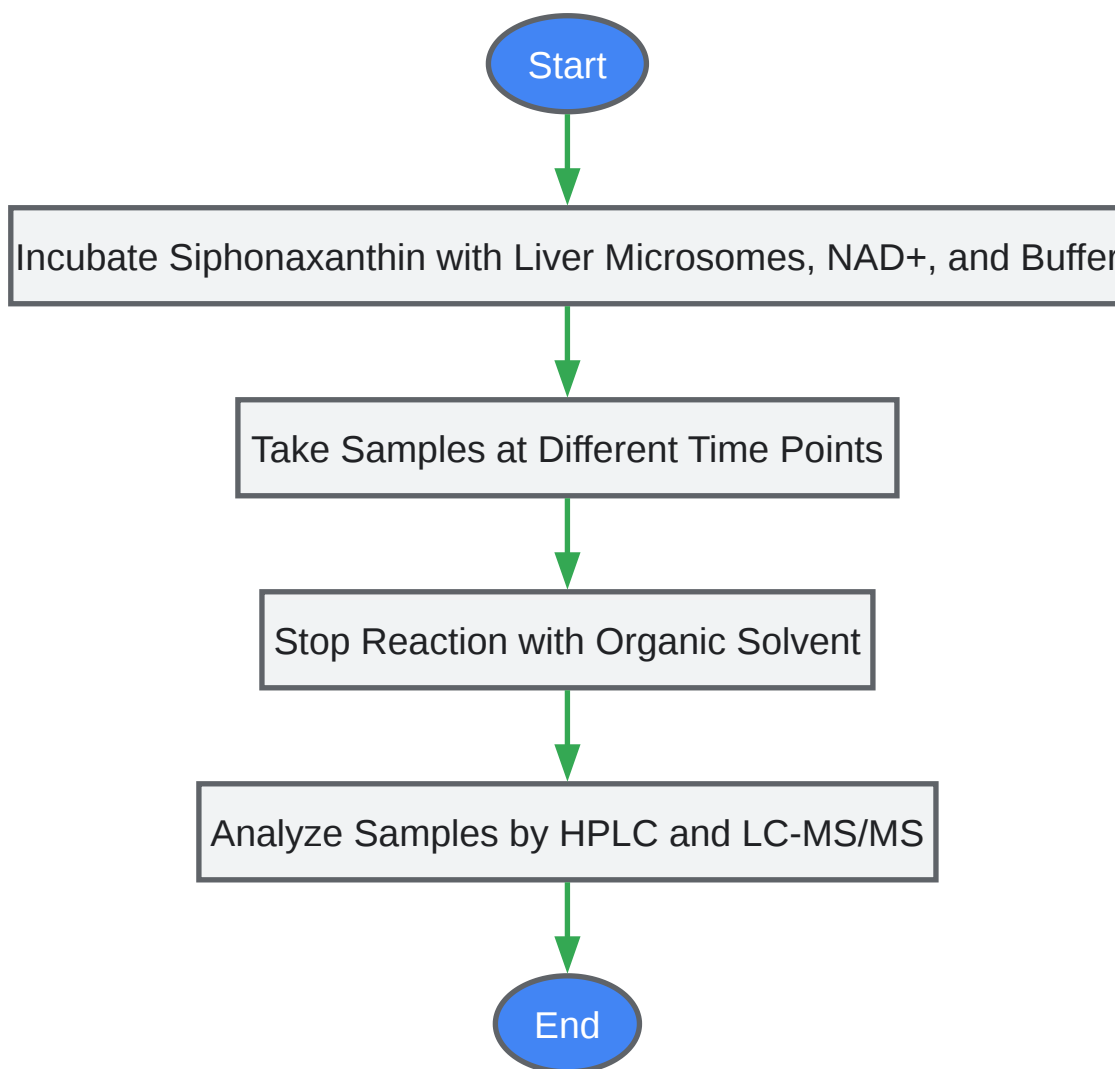 Start
Incubate Siphonaxanthin with Liver Microsomes, NAD+, and Buffer
Take Samples at Different Time Points
Stop Reaction with Organic Solvent
Analyze Samples by HPLC and LC-MS/MS
End